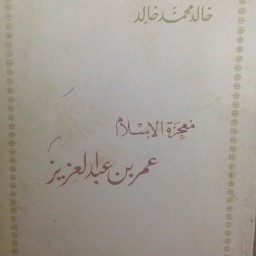 خالد محمد خالد
معجزة الإسلام
عمر بن عبد العزيز